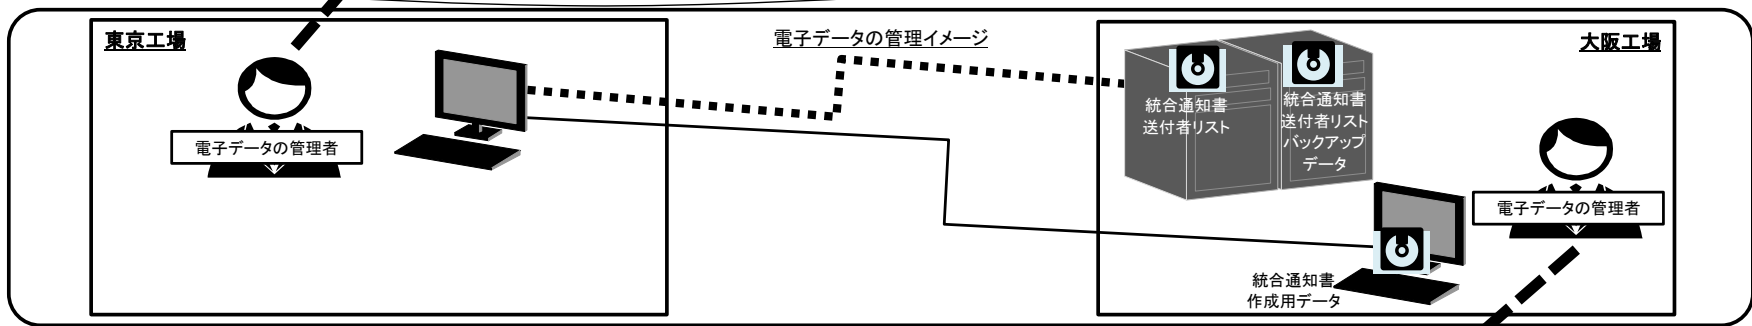 東京工場
電子データの管理者
電子データの管理イメージ
大阪工場
統合通知書
送付者リスト
統合通知書
送付者リスト
バックアップ
データ
電子データの管理者
統合通知書
作成用データ